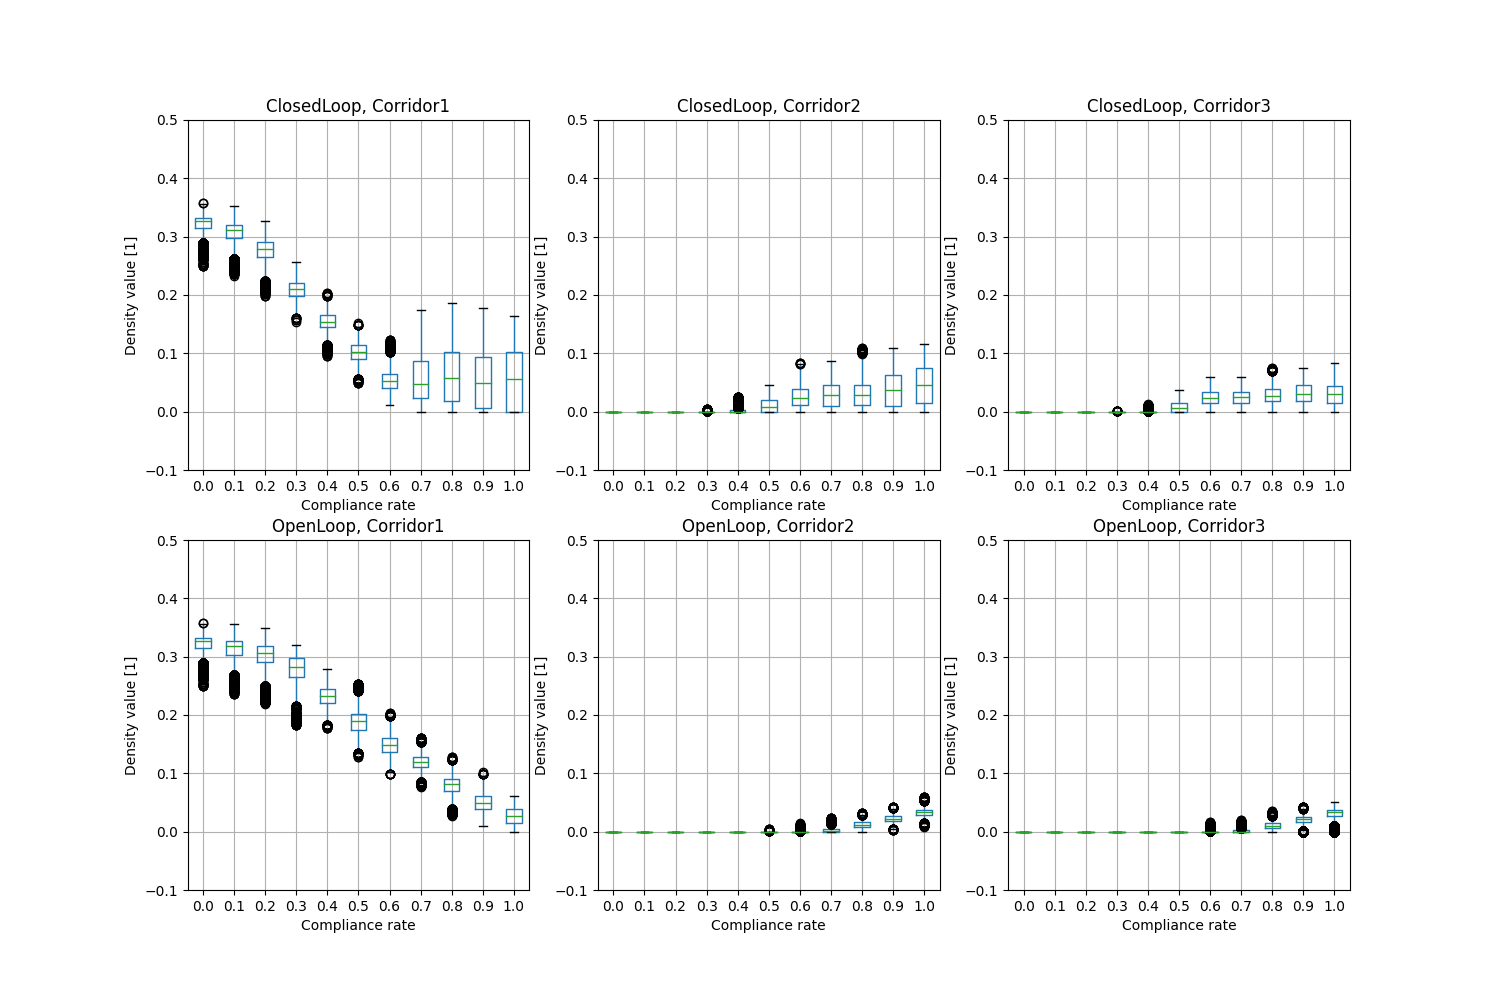 ClosedLoop, Corridor1 ClosedLoop, Corridor2 ClosedLoop, Corridor3
0.5 0.5 0.5
0.4 0.4 0.4
0.3 0.3 0.3
0.2 0.2 0.2
0.1 0.1 0.1
0.0 0.0 0.0
−0.1 −0.1 −0.1
Density value [1] Density value [1] Density value [1]
0.0 0.1 0.2 0.3 0.4 0.5 0.6 0.7 0.8 0.9 1.0 0.0 0.1 0.2 0.3 0.4 0.5 0.6 0.7 0.8 0.9 1.0 0.0 0.1 0.2 0.3 0.4 0.5 0.6 0.7 0.8 0.9 1.0
Compliance rate Compliance rate Compliance rate
OpenLoop, Corridor1 OpenLoop, Corridor2 OpenLoop, Corridor3
0.5 0.5 0.5
0.4 0.4 0.4
0.3 0.3 0.3
0.2 0.2 0.2
0.1 0.1 0.1
0.0 0.0 0.0
−0.1 −0.1 −0.1
Density value [1] Density value [1] Density value [1]
0.0 0.1 0.2 0.3 0.4 0.5 0.6 0.7 0.8 0.9 1.0 0.0 0.1 0.2 0.3 0.4 0.5 0.6 0.7 0.8 0.9 1.0 0.0 0.1 0.2 0.3 0.4 0.5 0.6 0.7 0.8 0.9 1.0
Compliance rate Compliance rate Compliance rate